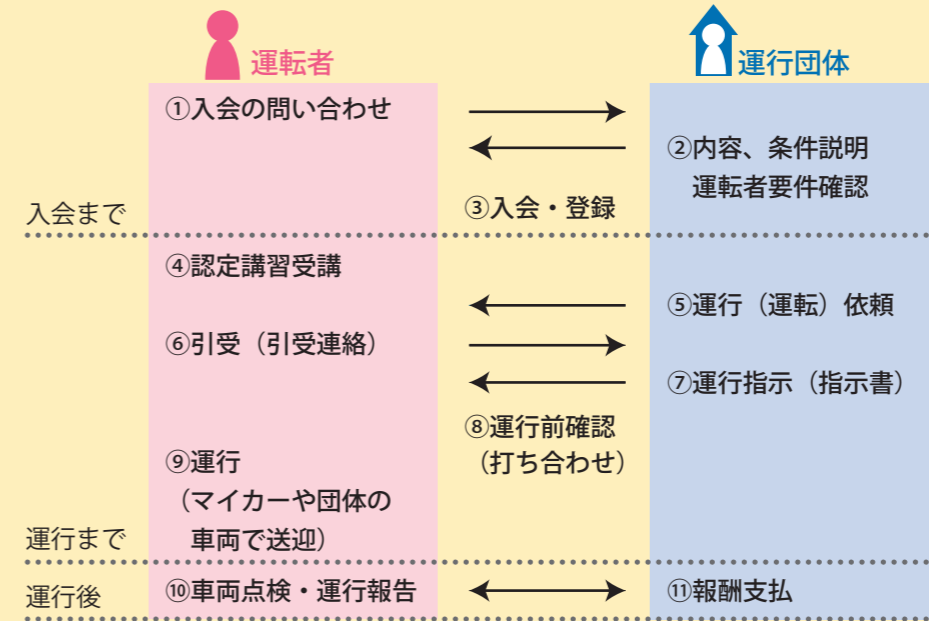 運転者
運行団体
①入会の問い合わせ
②内容、条件説明
運転者要件確認
③入会・登録
入会まで
④認定講習受講
⑤運行（運転）依頼
⑥引受（引受連絡）
⑦運行指示（指示書）
⑧運行前確認
（打ち合わせ）
⑨運行
（マイカーや団体の
車両で送迎）
運行まで
⑩車両点検・運行報告
⑪報酬支払
運行後